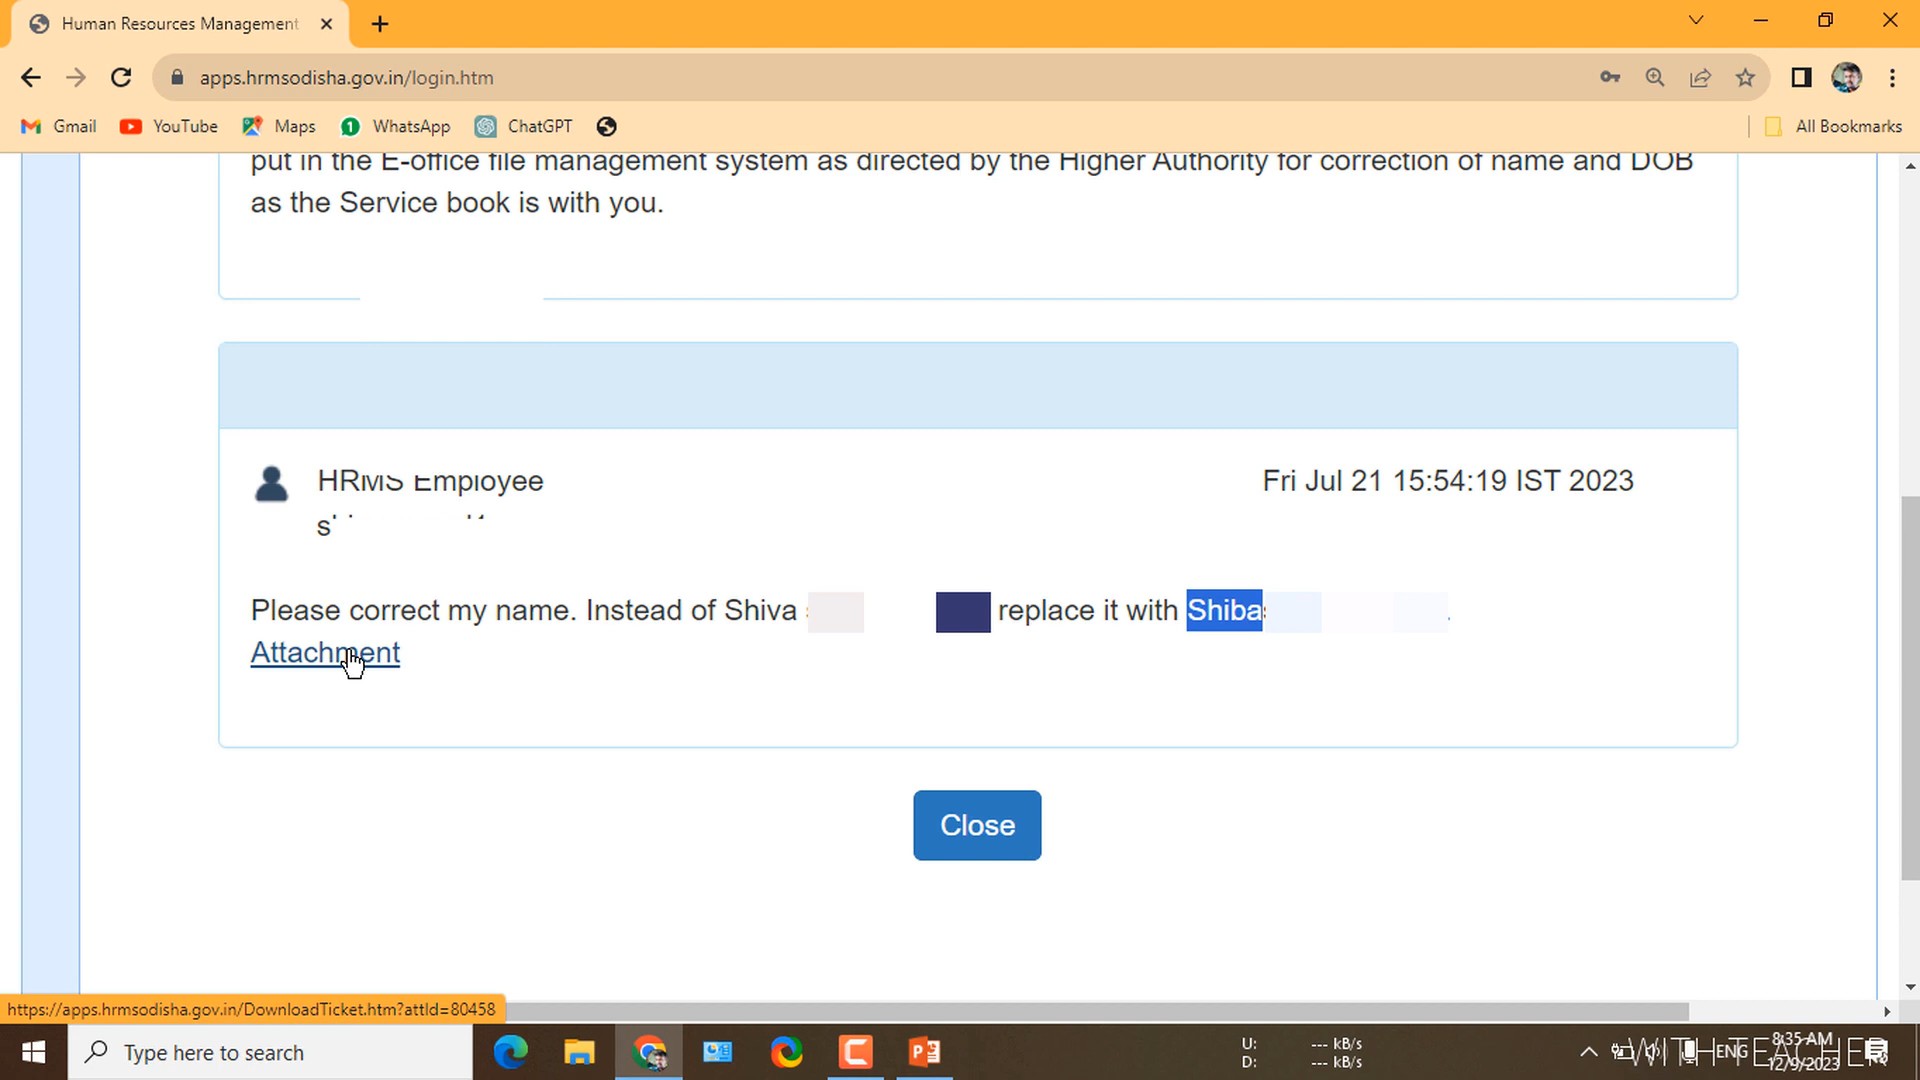 Human Resources Management
apps.hrmsodisha.gov.in/login.htm
Gmail YouTube Maps 1 WhatsApp ChatGPT All Bookmarks
put in the E-office file management system as directed by the Higher Authority for correction of name and DOB
as the Service book is with you.
HRMS Employee Fri Jul 21 15:54:19 IST 2023
Please correct my name. Instead of Shiva replace it with Shiba .
Attachment
Close
https://apps.hrmsodisha.gov.in/DownloadTicket.htm?attId=80458
Type here to search U: --- kB/s ENG 8:35 AM
D: --- kB/s 12/9/2023
WITH TEACHER